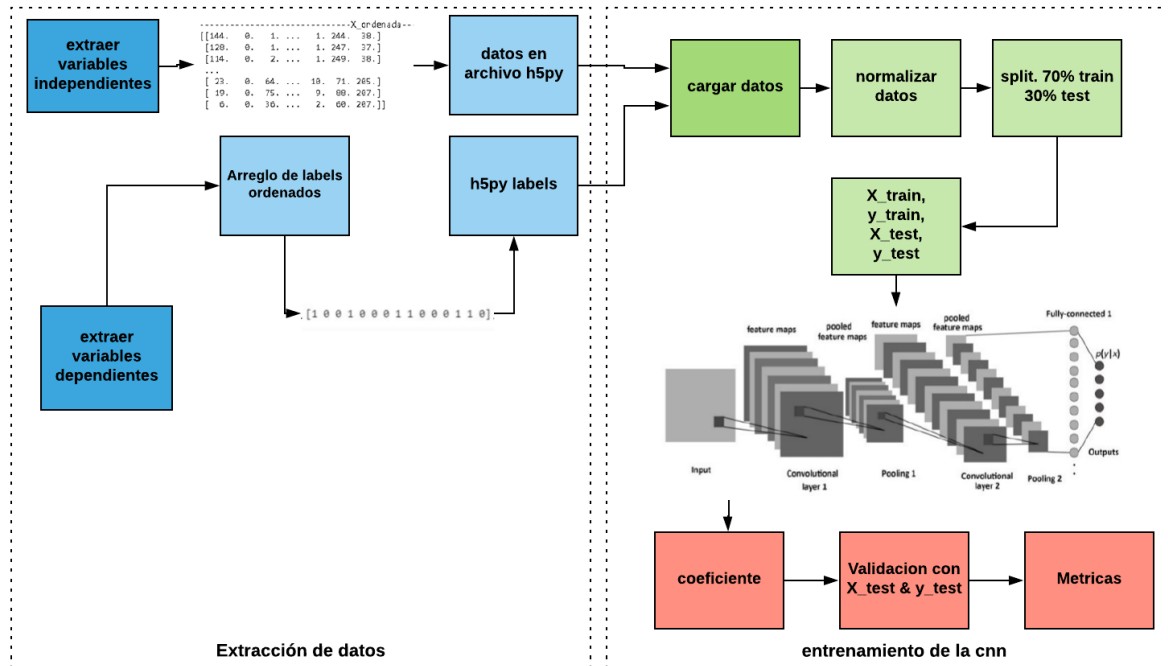 extraer
variables
independientes
------------------------------X_ordenada---
[[144. 0. 1. ... 1. 244. 38.]
[120. 0. 1. ... 1. 247. 37.]
[114. 0. 2. ... 1. 249. 38.]
...
[ 23. 0. 64. ... 10. 71. 205.]
[ 19. 0. 75. ... 9. 88. 207.]
[ 6. 0. 36. ... 2. 60. 207.]]
datos en
archivo h5py
Arreglo de labels
ordenados
h5py labels
[1 0 0 1 0 0 0 1 1 0 0 0 1 1 0]
extraer
variables
dependientes
Extracción de datos
cargar datos
normalizar
datos
split. 70% train
30% test
X_train,
y_train,
X_test,
y_test
feature maps
pooled
feature maps
feature maps
pooled
feature maps
Fully-connected 1
p(y|x)
Outputs
Input
Convolutional
layer 1
Pooling 1
Convolutional
layer 2
Pooling 2
coeficiente
Validacion con
X_test & y_test
Metricas
entrenamiento de la cnn